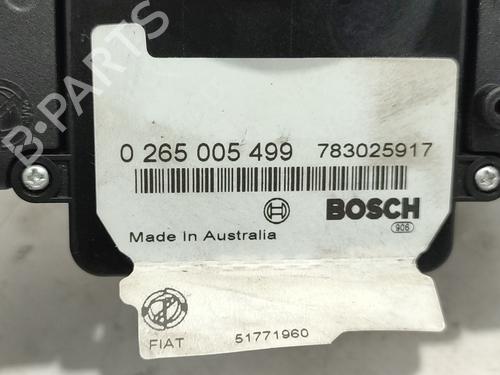 B-PARTS
0 265 005 499 783025917
BOSCH
906
Made in Australia
FIAT 51771960